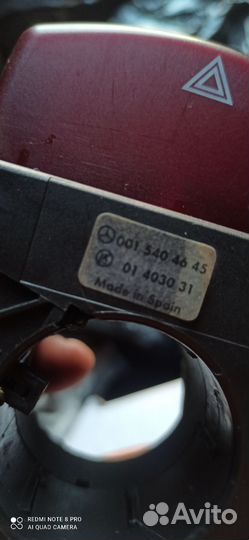 001 540 46 45
01 4030 31
Made in Spain
REDMI NOTE 8 PRO
AI QUAD CAMERA
Avito